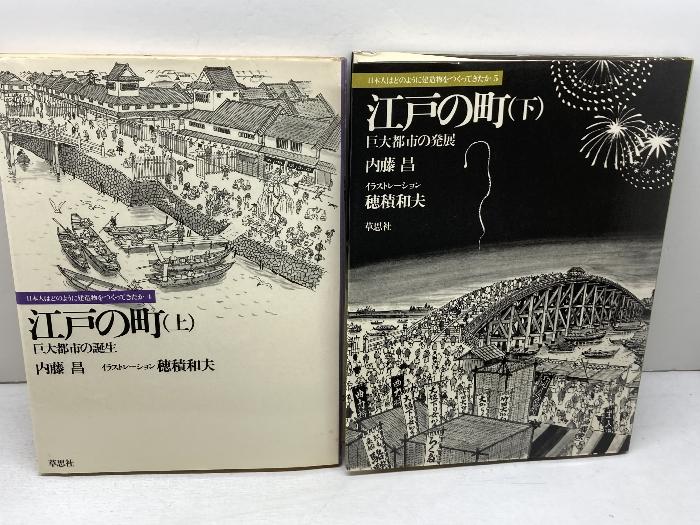 日本人はどのように建造物をつくってきたか 4
江戸の町(上)
巨大都市の誕生
内藤 昌 イラストレーション 穂積和夫
草思社
日本人はどのように建造物をつくってきたか 5
江戸の町(下)
巨大都市の発展
内藤 昌
イラストレーション
穂積和夫
草思社